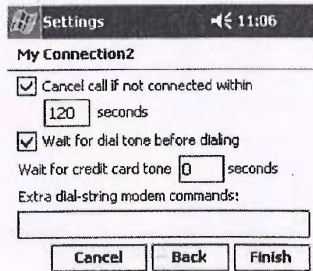 Settings 11:06
My Connection2
Cancel call if not connected within
120 seconds
Wait for dial tone before dialing
Wait for credit card tone 0 seconds
Extra dial-string modem commands:
Cancel Back Finish